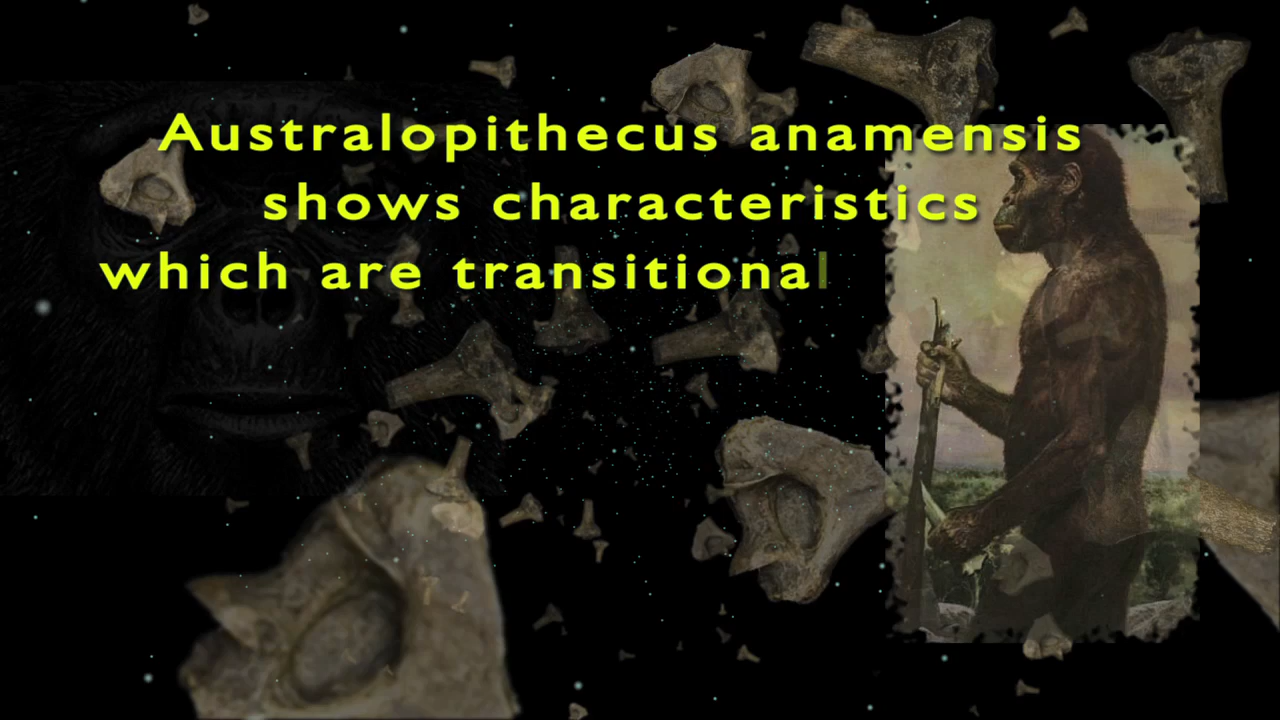 Australopithecus anamensis
shows characteristics
which are transitional